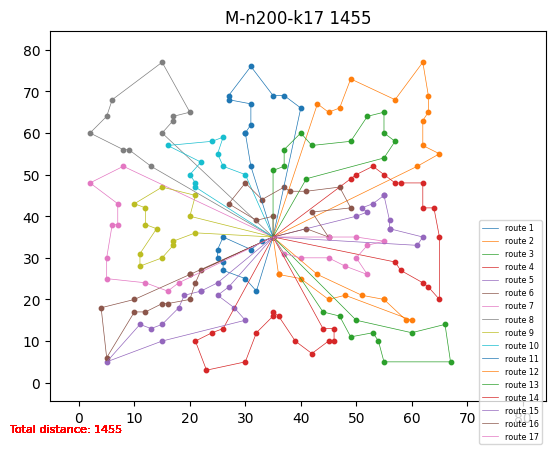 M-n200-k17 1455
80
70
60
50
40
30
20
10
0
0 10 20 30 40 50 60 70 80
route 1
route 2
route 3
route 4
route 5
route 6
route 7
route 8
route 9
route 10
route 11
route 12
route 13
route 14
route 15
route 16
route 17
Total distance: 1455